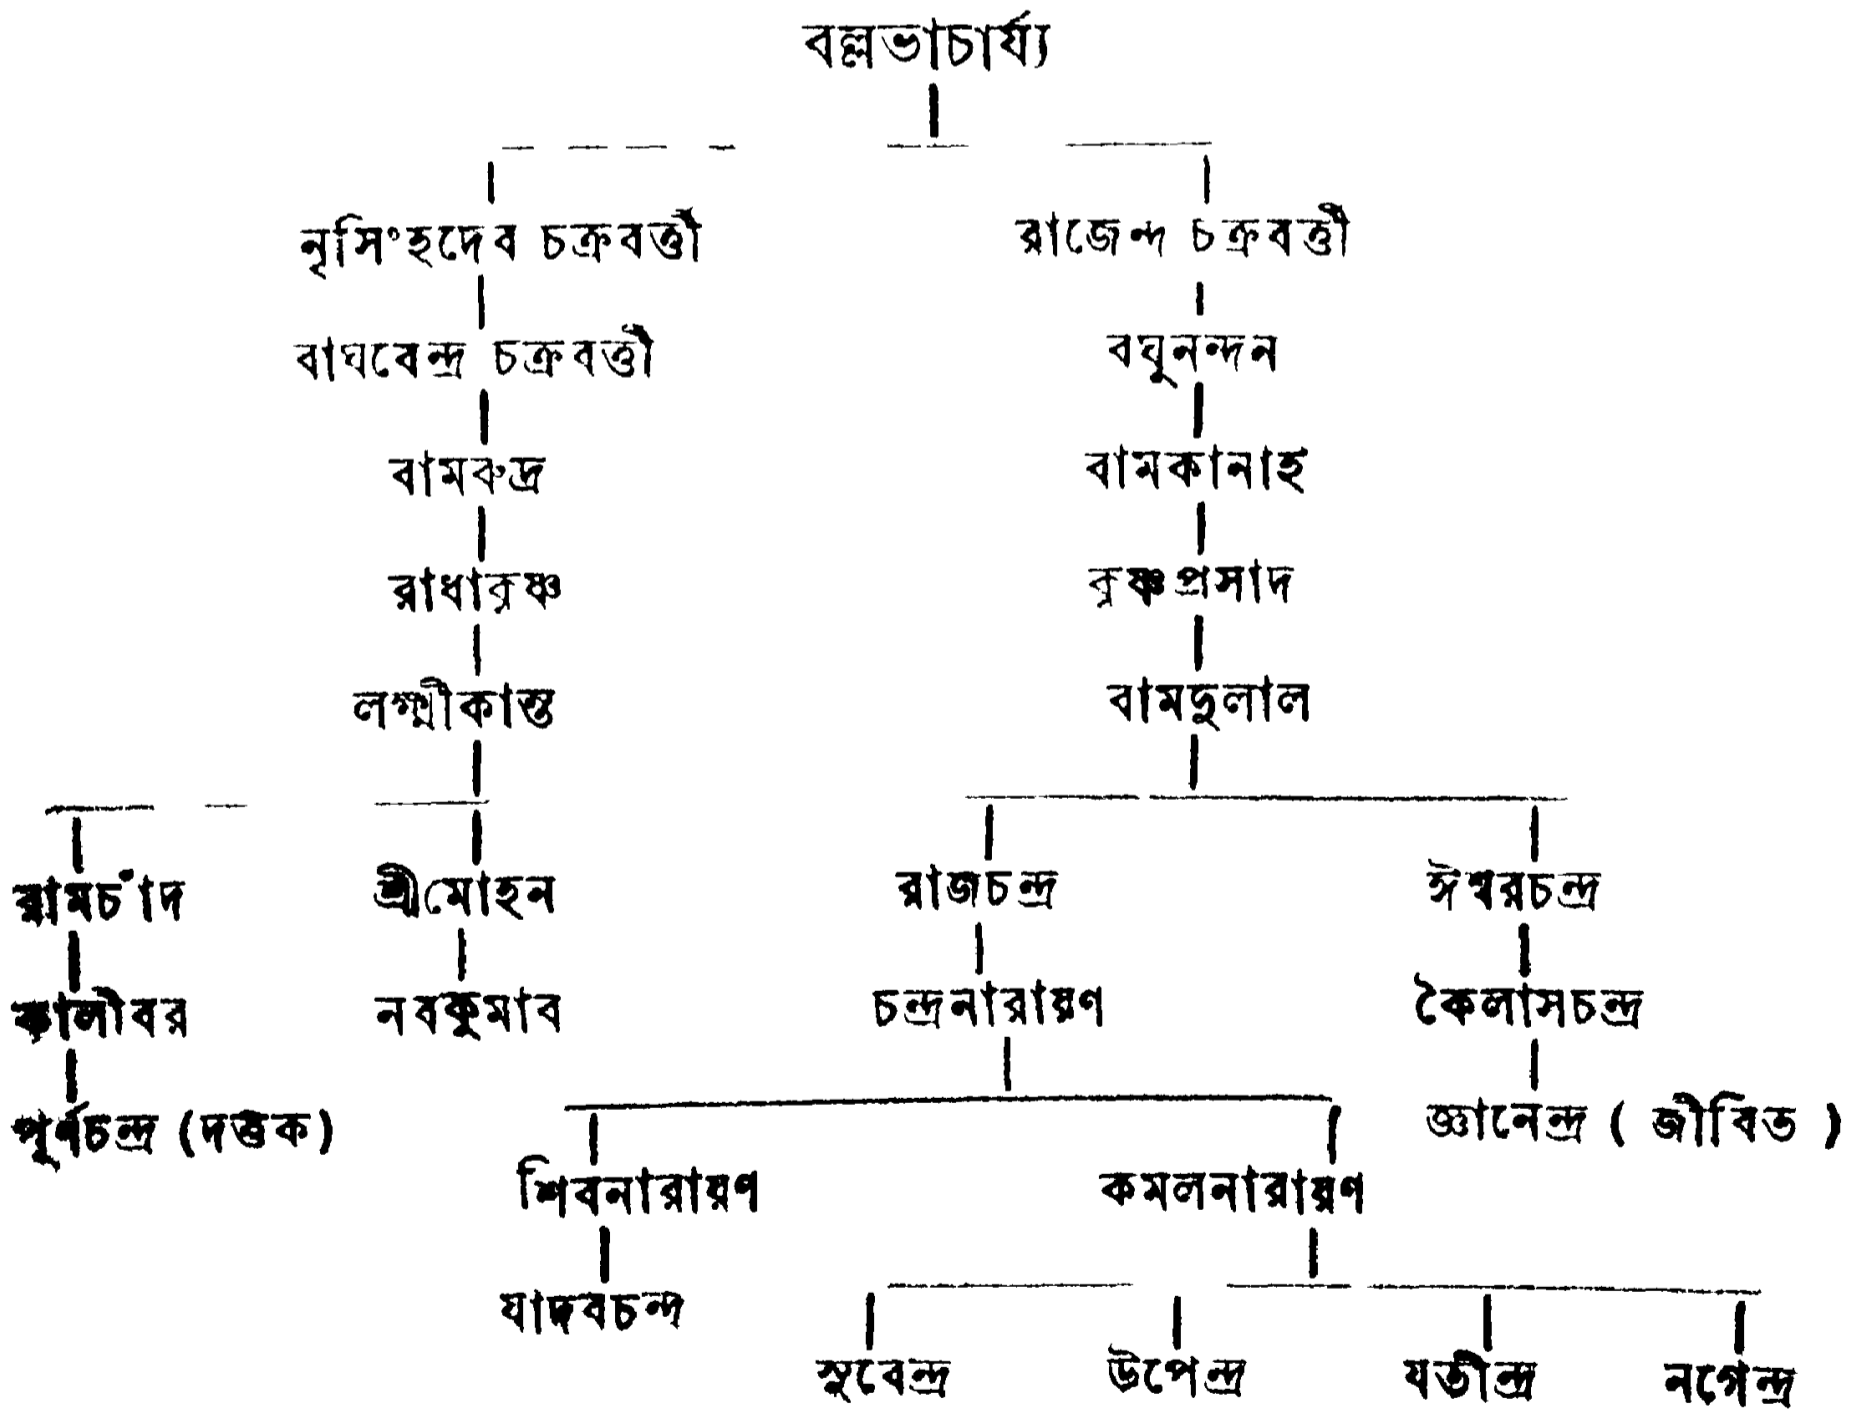 বল্লভাচার্য্য
নৃসিংহদেব চক্রবর্ত্তী রাজেন্দ্র চক্রবর্ত্তী
রাঘবেন্দ্র চক্রবর্ত্তী রঘুনন্দন
রামরুদ্র রামকানাই
রাধাকৃষ্ণ কৃষ্ণপ্রসাদ
লক্ষ্মীকান্ত রামদুলাল
রামচাঁদ শ্রীমোহন রাজচন্দ্র ঈশ্বরচন্দ্র
কালীবর নবকুমার চন্দ্রনারায়ণ কৈলাসচন্দ্র
পূর্ণচন্দ্র (দত্তক) জ্ঞানেন্দ্র ( জীবিত )
শিবনারায়ণ কমলনারায়ণ
যাদবচন্দ্র
সুরেন্দ্র উপেন্দ্র যতীন্দ্র নগেন্দ্র